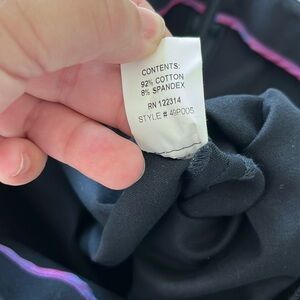 CONTENTS:
92% COTTON
8% SPANDEX
RN 122314
STYLE # 49P005